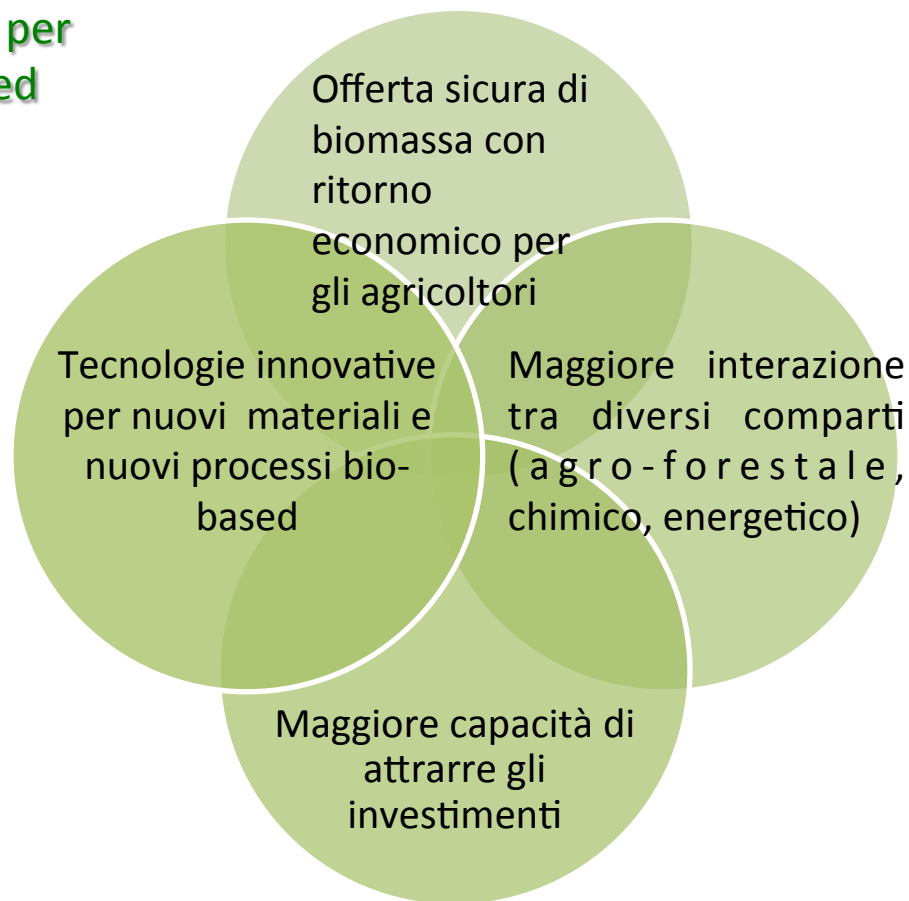 per
ed
Offerta sicura di
biomassa con
ritorno
economico per
gli agricoltori
Tecnologie innovative
per nuovi materiali e
nuovi processi bio-
based
Maggiore interazione
tra diversi comparti
(agro-forestale,
chimico, energetico)
Maggiore capacità di
attrarre gli
investimenti